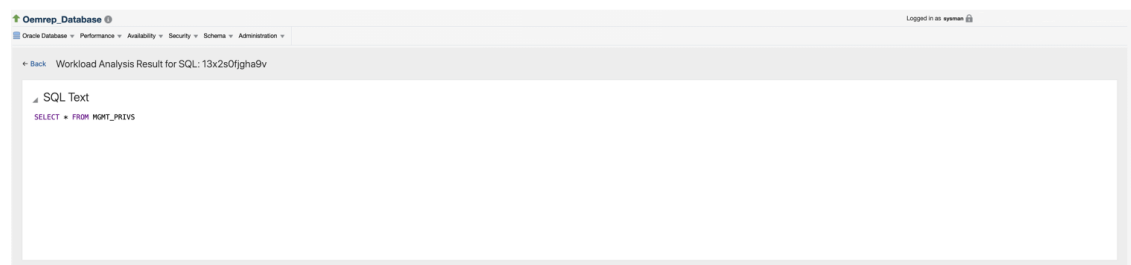 Oemrep_Database
Logged in as sysman
Oracle Database Performance Availability Security Schema Administration
← Back Workload Analysis Result for SQL: 13x2s0fjgha9v
SQL Text
SELECT * FROM MGMT_PRIVS